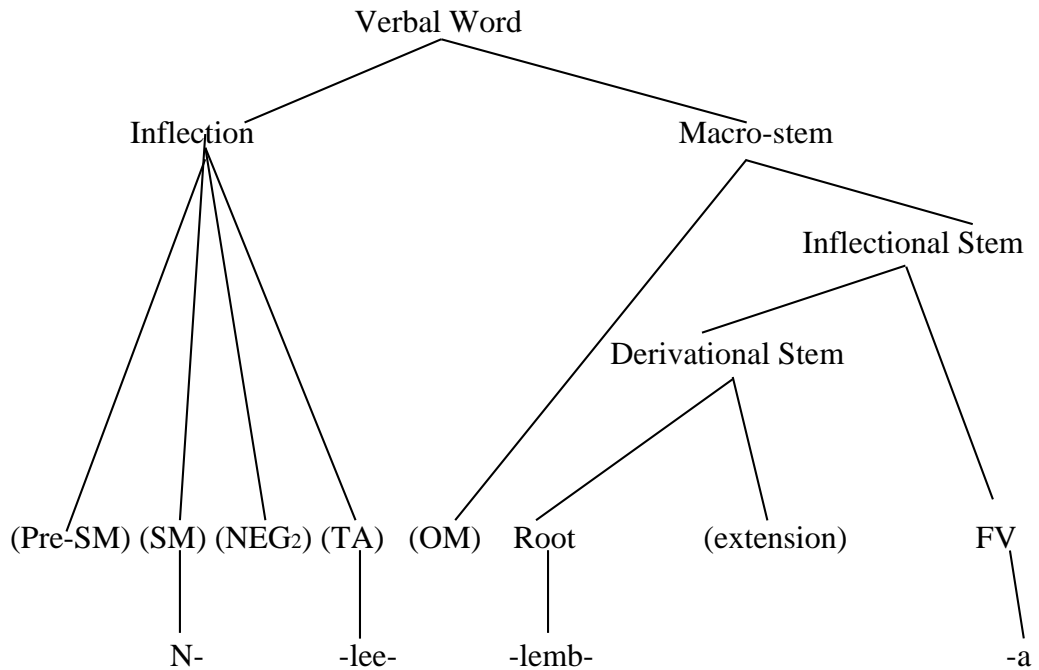 Verbal Word
Inflection Macro-stem
Inflectional Stem
Derivational Stem
(Pre-SM) (SM) (NEG₂) (TA) (OM) Root (extension) FV
N- -lee- -lemb- -a